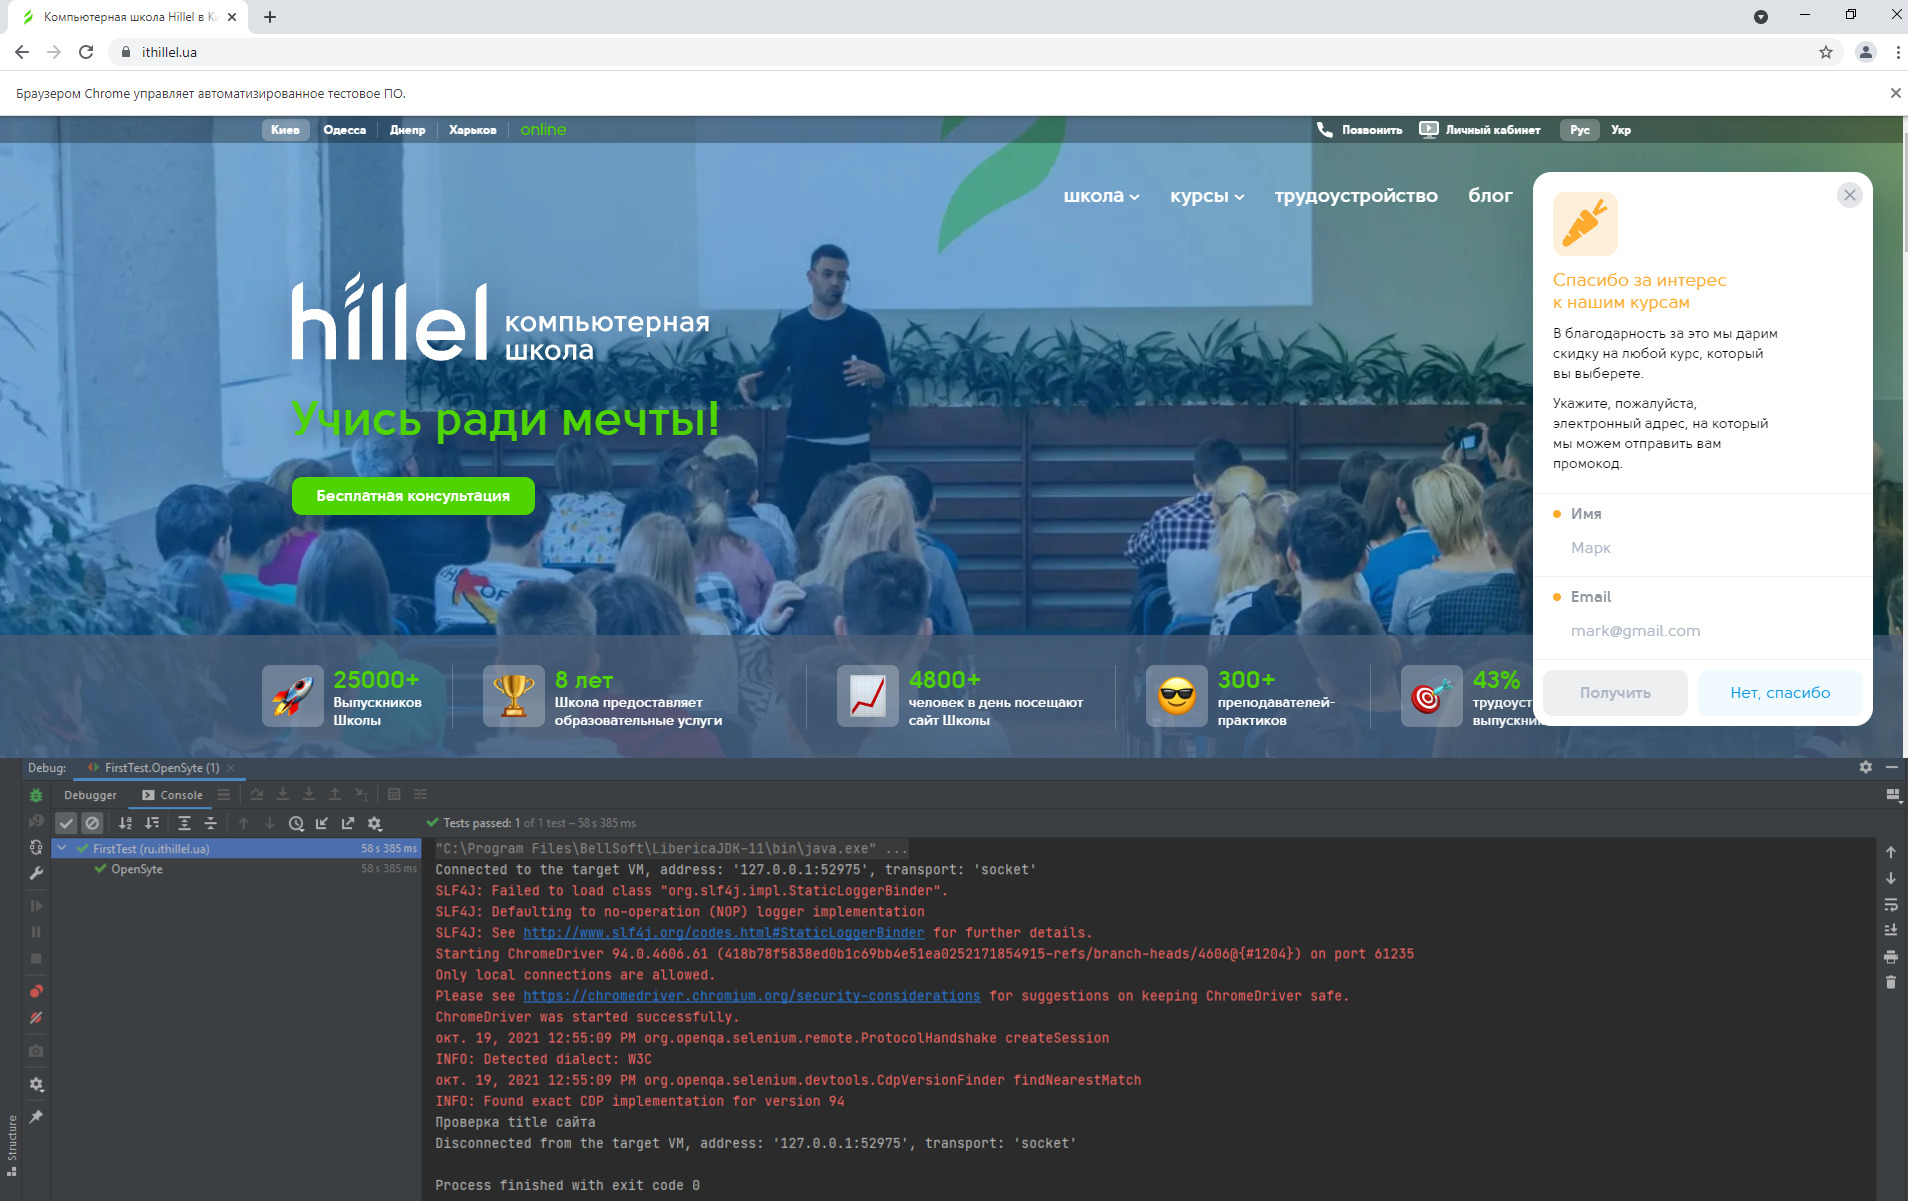 Компьютерная школа Hillel в К
ithillel.ua
Браузером Chrome управляет автоматизированное тестовое ПО.
Киев Одесса Днепр Харьков online Позвонить Личный кабинет Рус Укр
школа курсы трудоустройство блог
hillel компьютерная
школа
Учись ради мечты!
Бесплатная консультация
Спасибо за интерес
к нашим курсам
В благодарность за это мы дарим
скидку на любой курс, который
вы выберете.
Укажите, пожалуйста,
электронный адрес, на который
мы можем отправить вам
промокод.
Имя
Марк
Email
mark@gmail.com
Получить Нет, спасибо
25000+
Выпускников
Школы
8 лет
Школа предоставляет
образовательные услуги
4800+
человек в день посещают
сайт Школы
300+
преподавателей-
практиков
43%
трудоуст
выпускни
Debug: FirstTest.OpenSyte (1)
Debugger Console
Tests passed: 1 of 1 test – 58 s 385 ms
FirstTest (ru.ithillel.ua) 58 s 385 ms
OpenSyte 58 s 385 ms
"C:\Program Files\BellSoft\LibericaJDK-11\bin\java.exe" ...
Connected to the target VM, address: '127.0.0.1:52975', transport: 'socket'
SLF4J: Failed to load class "org.slf4j.impl.StaticLoggerBinder".
SLF4J: Defaulting to no-operation (NOP) logger implementation
SLF4J: See http://www.slf4j.org/codes.html#StaticLoggerBinder for further details.
Starting ChromeDriver 94.0.4606.61 (418b78f5838ed0b1c69bb4e51ea0252171854915-refs/branch-heads/4606@{#1204}) on port 61235
Only local connections are allowed.
Please see https://chromedriver.chromium.org/security-considerations for suggestions on keeping ChromeDriver safe.
ChromeDriver was started successfully.
окт. 19, 2021 12:55:09 PM org.openqa.selenium.remote.ProtocolHandshake createSession
INFO: Detected dialect: W3C
окт. 19, 2021 12:55:09 PM org.openqa.selenium.devtools.CdpVersionFinder findNearestMatch
INFO: Found exact CDP implementation for version 94
Проверка title сайта
Disconnected from the target VM, address: '127.0.0.1:52975', transport: 'socket'
Process finished with exit code 0
Structure